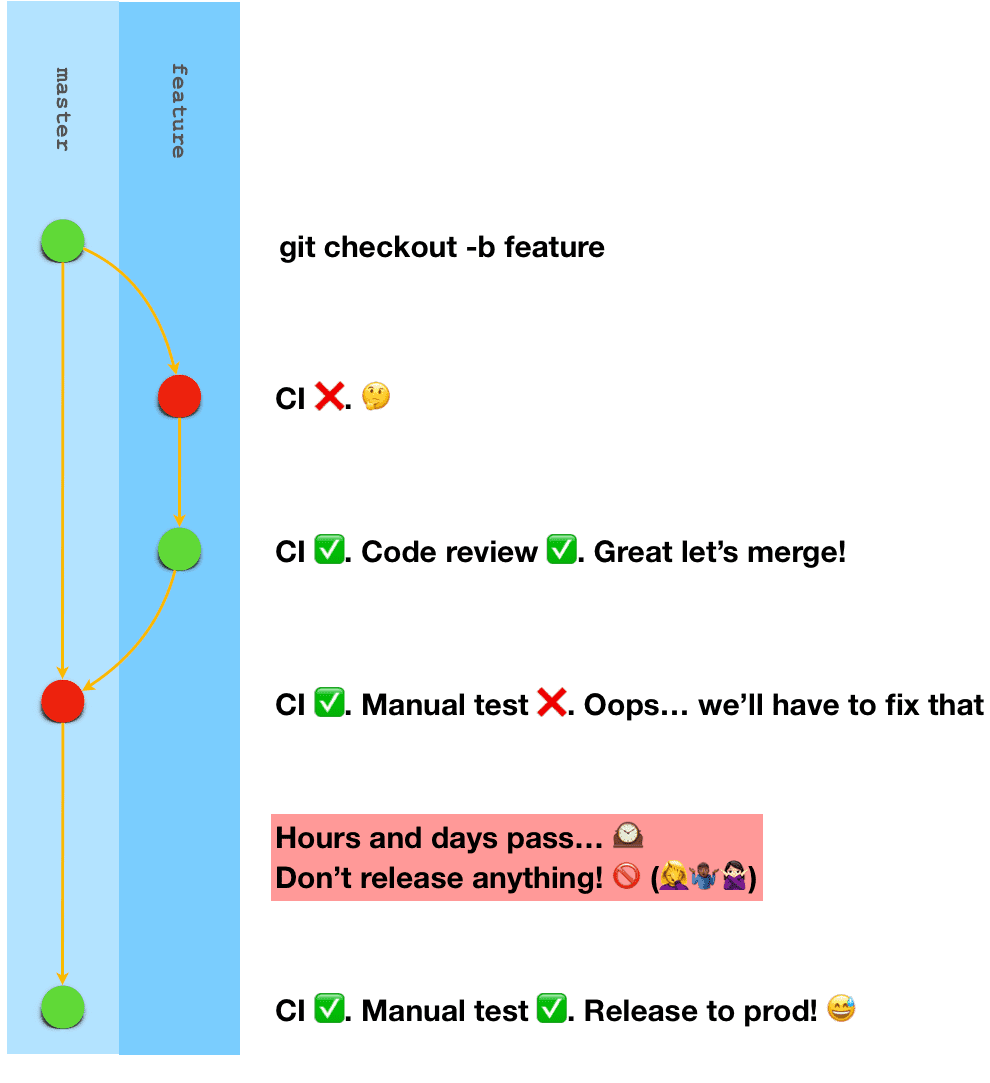 master
feature
git checkout -b feature
CI ❌. 🤔
CI ✅. Code review ✅. Great let’s merge!
CI ✅. Manual test ❌. Oops… we’ll have to fix that
Hours and days pass… 🕰️
Don’t release anything! 🚫 (🤦‍♀️🤷🏾‍♂️🙅🏻‍♀️)
CI ✅. Manual test ✅. Release to prod! 😅